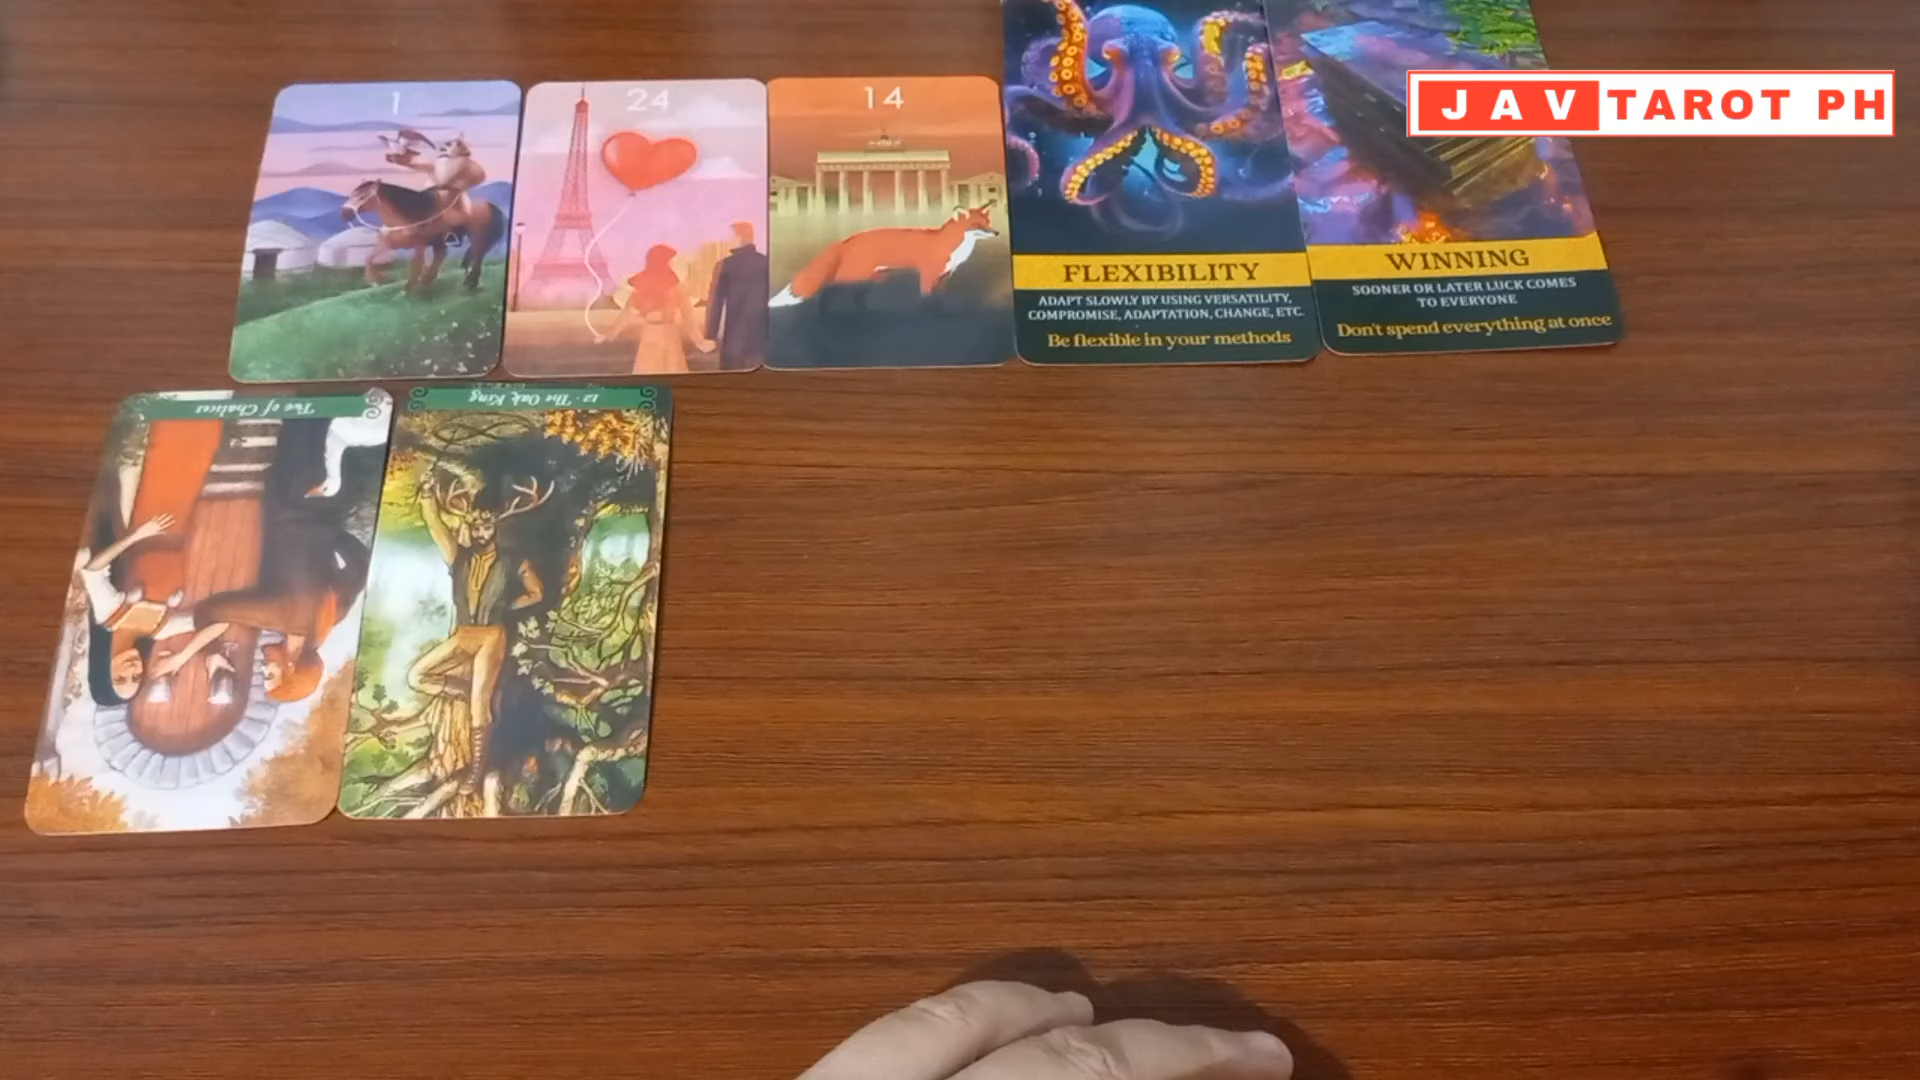 1
24
14
JAV TAROT PH
FLEXIBILITY
ADAPT SLOWLY BY USING VERSATILITY,
COMPROMISE, ADAPTATION, CHANGE, ETC.
Be flexible in your methods
WINNING
SOONER OR LATER LUCK COMES
TO EVERYONE
Don't spend everything at once
Two of Chalices
12 · The Oak King